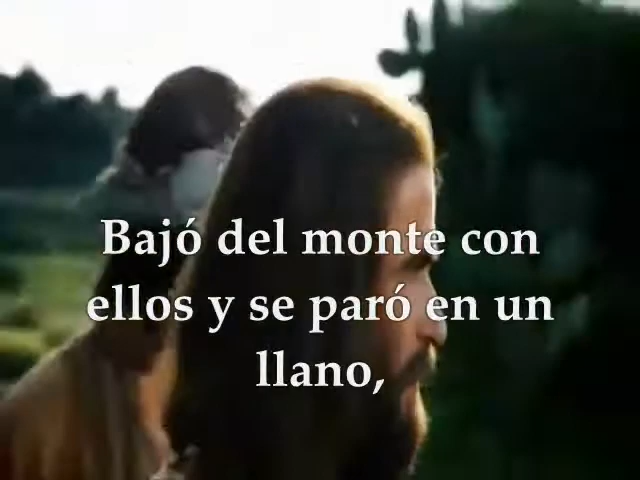 Bajó del monte con
ellos y se paró en un
llano,